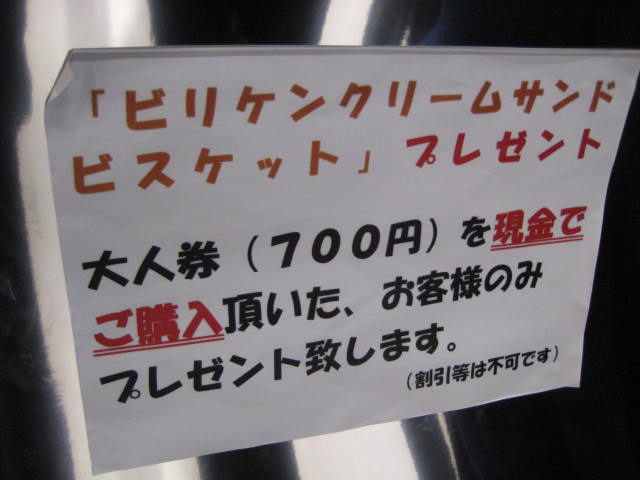 「ビリケンクリームサンド
ビスケット」プレゼント
大人券（７００円）を現金で
ご購入頂いた、お客様のみ
プレゼント致します。
（割引等は不可です）